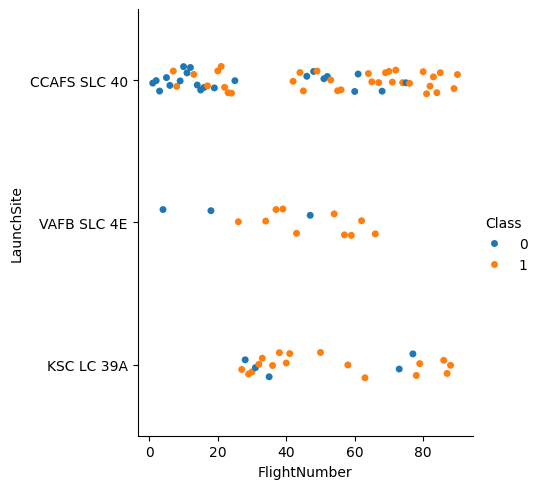 CCAFS SLC 40
VAFB SLC 4E
KSC LC 39A
LaunchSite
0 20 40 60 80
FlightNumber
Class
0
1